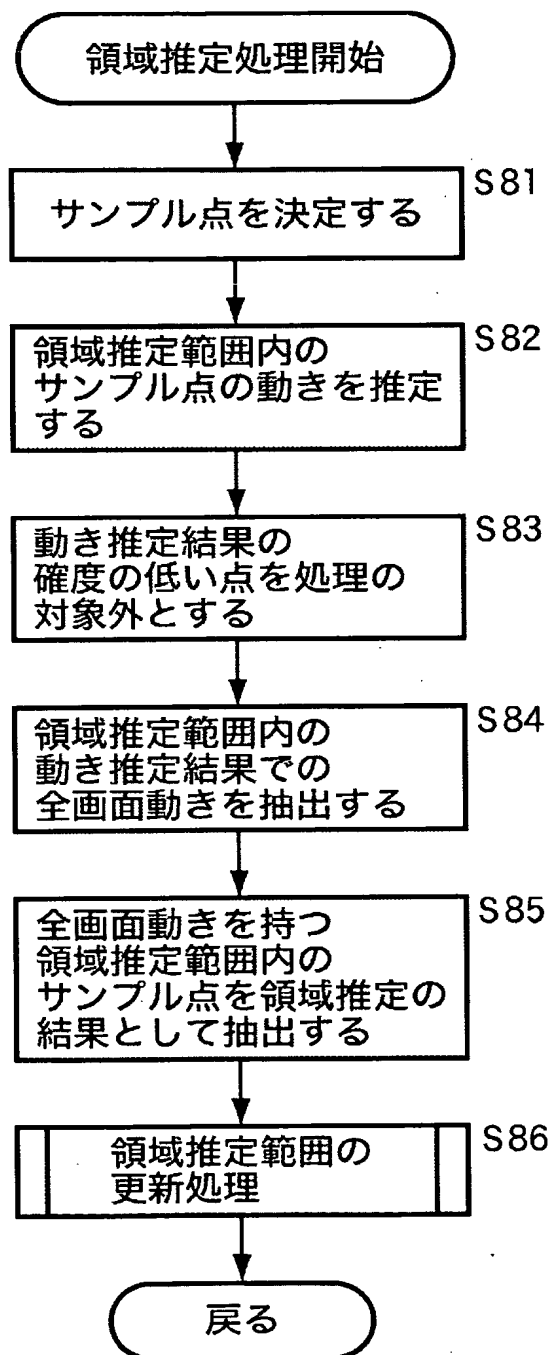 領域推定処理開始
S81
サンプル点を決定する
S82
領域推定範囲内の
サンプル点の動きを推定
する
S83
動き推定結果の
確度の低い点を処理の
対象外とする
S84
領域推定範囲内の
動き推定結果での
全画面動きを抽出する
S85
全画面動きを持つ
領域推定範囲内の
サンプル点を領域推定の
結果として抽出する
S86
領域推定範囲の
更新処理
戻る